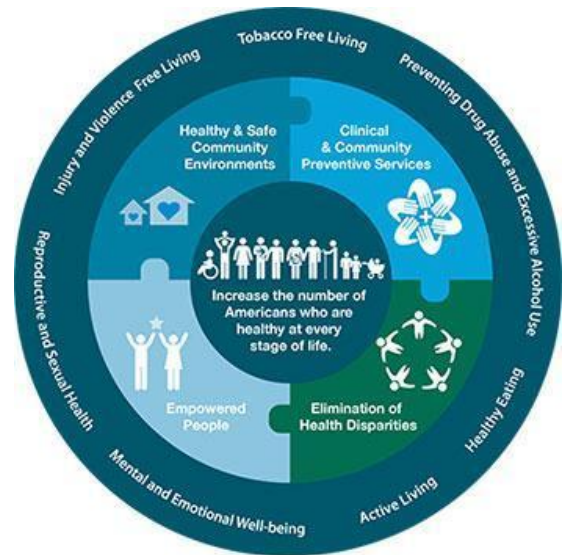 Tobacco Free Living
Preventing Drug Abuse and Excessive Alcohol Use
Healthy Eating
Active Living
Mental and Emotional Well-being
Reproductive and Sexual Health
Injury and Violence Free Living
Healthy & Safe
Community
Environments
Clinical
& Community
Preventive Services
Increase the number of
Americans who are
healthy at every
stage of life.
Empowered
People
Elimination of
Health Disparities